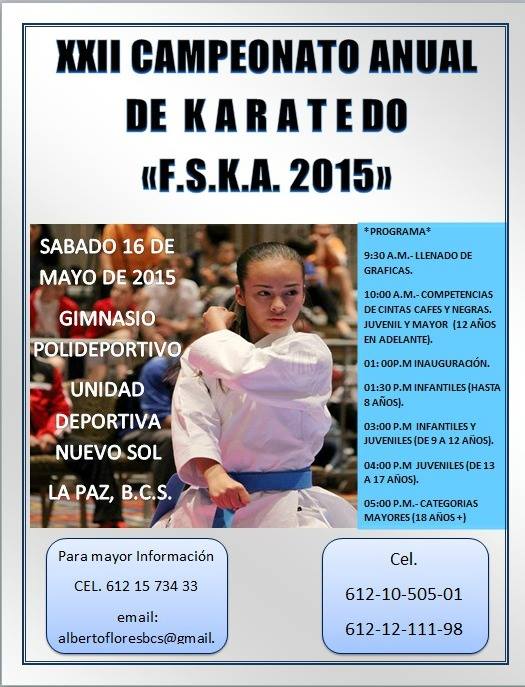 XXII CAMPEONATO ANUAL
DE K A R A T E DO
«F.S.K.A. 2015»
SABADO 16 DE
MAYO DE 2015
GIMNASIO
POLIDEPORTIVO
UNIDAD
DEPORTIVA
NUEVO SOL
LA PAZ, B.C.S.
*PROGRAMA*
9:30 A.M.- LLENADO DE
GRAFICAS.
10:00 A.M.- COMPETENCIAS
DE CINTAS CAFES Y NEGRAS.
JUVENIL Y MAYOR (12 AÑOS
EN ADELANTE).
01: 00P.M INAUGURACIÓN.
01:30 P.M INFANTILES (HASTA
8 AÑOS).
03:00 P.M INFANTILES Y
JUVENILES (DE 9 A 12 AÑOS).
04:00 P.M JUVENILES (DE 13
A 17 AÑOS).
05:00 P.M.- CATEGORIAS
MAYORES (18 AÑOS +)
Para mayor Información
CEL. 612 15 734 33
email:
albertofloresbcs@gmail.
Cel.
612-10-505-01
612-12-111-98